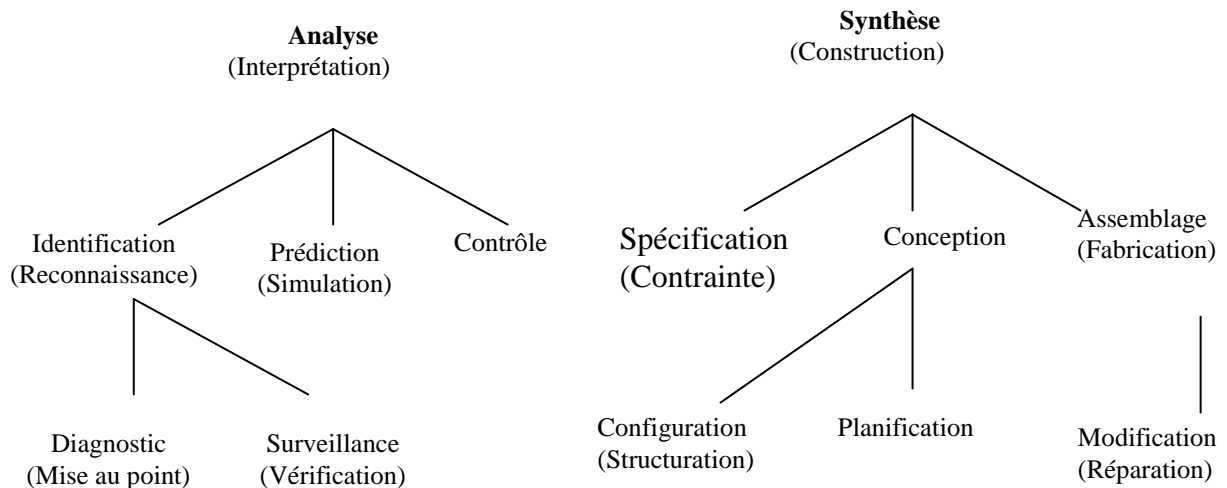 Analyse
(Interprétation)
Synthèse
(Construction)
Identification
(Reconnaissance)
Prédiction
(Simulation)
Contrôle
Spécification
(Contrainte)
Conception
Assemblage
(Fabrication)
Diagnostic
(Mise au point)
Surveillance
(Vérification)
Configuration
(Structuration)
Planification
Modification
(Réparation)